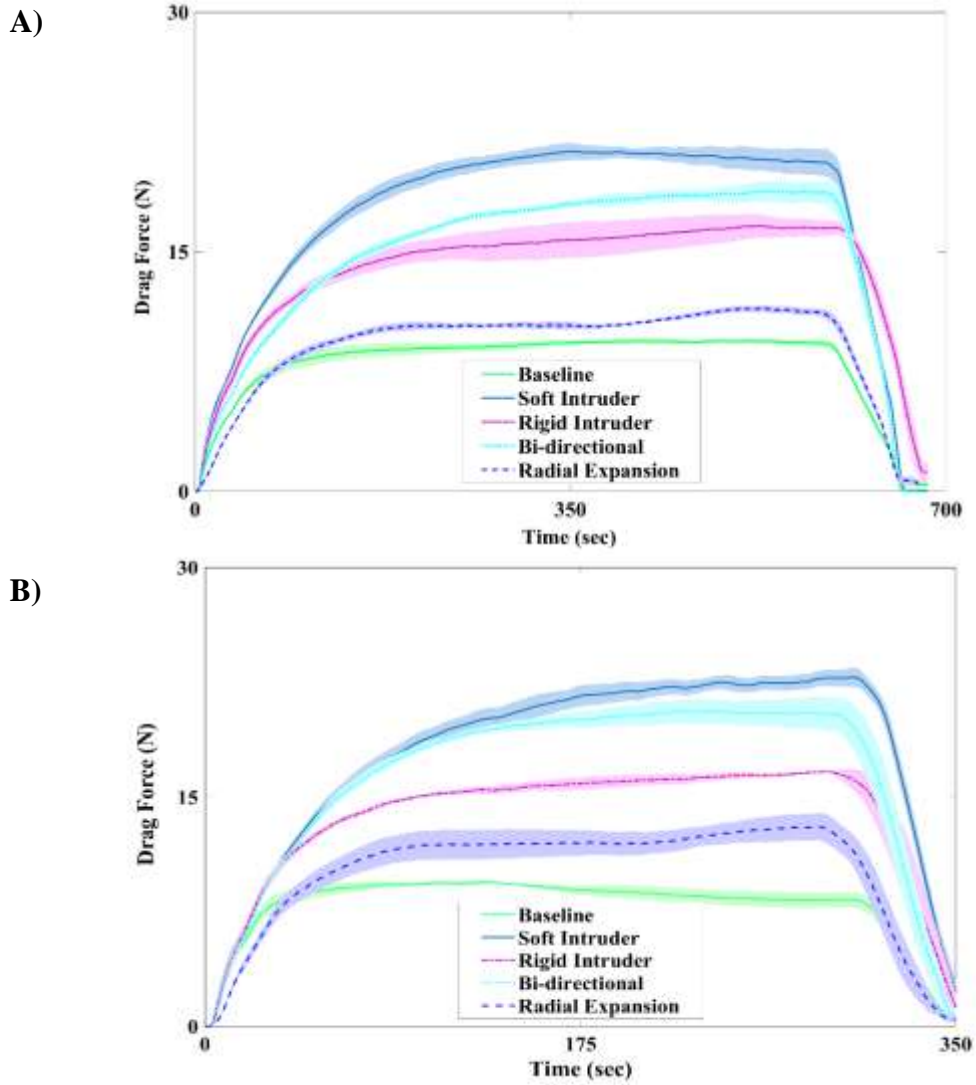 A)
30
15
0
Drag Force (N)
Baseline
Soft Intruder
Rigid Intruder
Bi-directional
Radial Expansion
0
350
700
Time (sec)
B)
30
15
0
Drag Force (N)
Baseline
Soft Intruder
Rigid Intruder
Bi-directional
Radial Expansion
0
175
350
Time (sec)